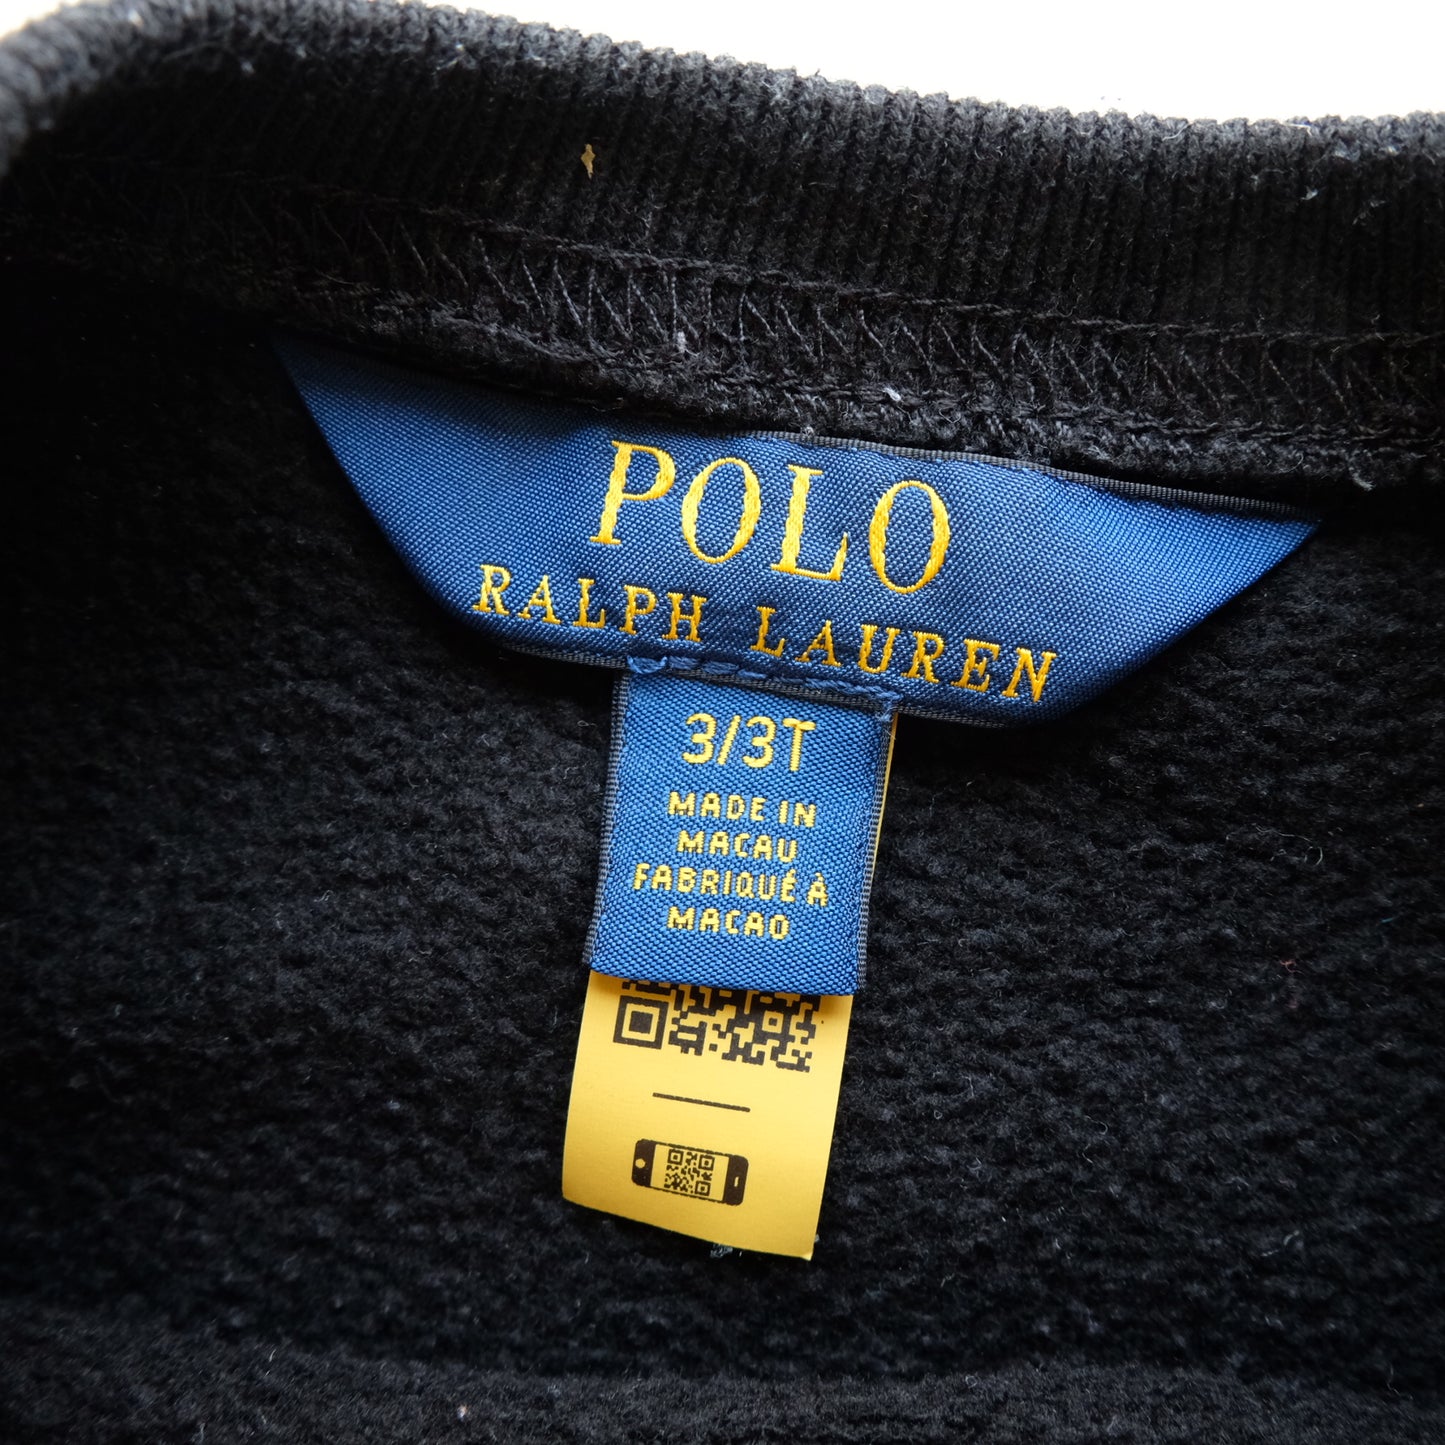 POLO
RALPH LAUREN
3/3T
MADE IN
MACAU
FABRIQUÉ À
MACAO